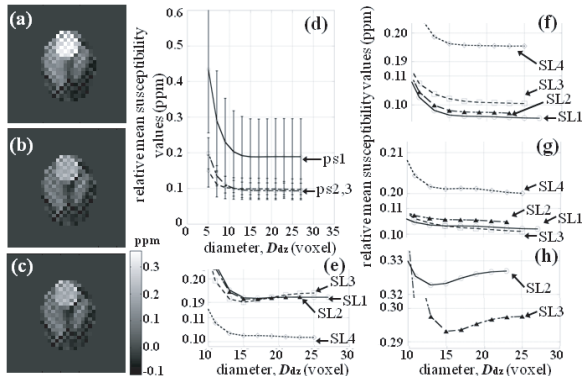 (a)
(b)
(c)
ppm
0.3
0.2
0.1
0.0
-0.1
(d)
relative mean susceptibility
values (ppm)
0.6
0.5
0.4
0.3
0.2
0.1
0
0 5 10 15 20 25 30 35
diameter, Ddz (voxel)
ps1
ps2,3
(e)
0.20
0.19
0.11
0.10
10 15 20 25 30
diameter, Ddz (voxel)
SL3
SL1
SL2
SL4
(f)
relative mean susceptibility values (ppm)
0.20
0.19
0.11
0.10
SL4
SL3
SL2
SL1
(g)
0.21
0.20
0.11
0.10
SL4
SL2
SL1
SL3
(h)
0.33
0.32
0.30
0.29
10 15 20 25 30
diameter, Ddz (voxel)
SL2
SL3